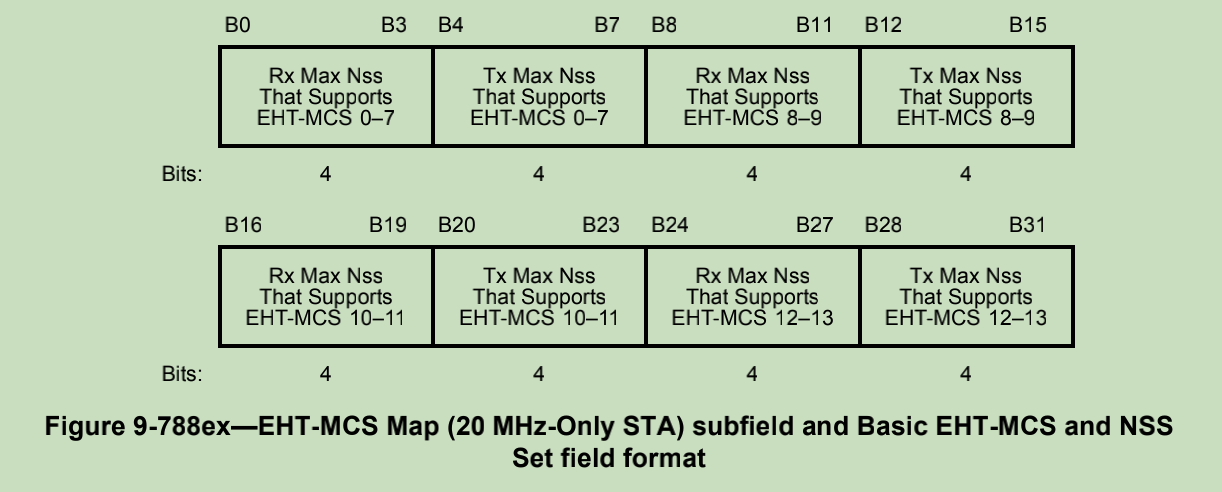 B0 B3 B4 B7 B8 B11 B12 B15
Rx Max Nss Tx Max Nss Rx Max Nss Tx Max Nss
That Supports That Supports That Supports That Supports
EHT-MCS 0–7 EHT-MCS 0–7 EHT-MCS 8–9 EHT-MCS 8–9
Bits: 4 4 4 4
B16 B19 B20 B23 B24 B27 B28 B31
Rx Max Nss Tx Max Nss Rx Max Nss Tx Max Nss
That Supports That Supports That Supports That Supports
EHT-MCS 10–11 EHT-MCS 10–11 EHT-MCS 12–13 EHT-MCS 12–13
Bits: 4 4 4 4
Figure 9-788ex—EHT-MCS Map (20 MHz-Only STA) subfield and Basic EHT-MCS and NSS
Set field format